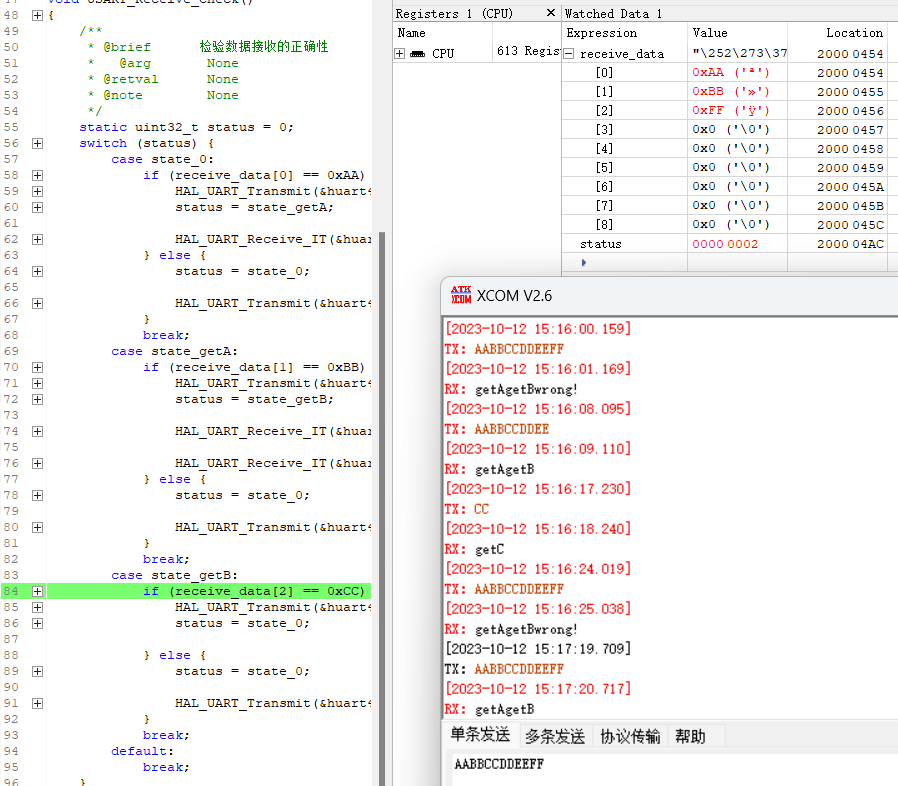 47 void USART_Receive_Check()
48 {
49 /**
50 * @brief 检验数据接收的正确性
51 * @arg None
52 * @retval None
53 * @note None
54 */
55 static uint32_t status = 0;
56 switch (status) {
57 case state_0:
58 if (receive_data[0] == 0xAA)
59 HAL_UART_Transmit(&huart
60 status = state_getA;
61
62 HAL_UART_Receive_IT(&huar
63 } else {
64 status = state_0;
65
66 HAL_UART_Transmit(&huart
67 }
68 break;
69 case state_getA:
70 if (receive_data[1] == 0xBB)
71 HAL_UART_Transmit(&huart
72 status = state_getB;
73
74 HAL_UART_Receive_IT(&huar
75
76 HAL_UART_Receive_IT(&huar
77 } else {
78 status = state_0;
79
80 HAL_UART_Transmit(&huart
81 }
82 break;
83 case state_getB:
84 if (receive_data[2] == 0xCC)
85 HAL_UART_Transmit(&huart
86 status = state_0;
87
88 } else {
89 status = state_0;
90
91 HAL_UART_Transmit(&huart
92 }
93 break;
94 default:
95 break;
96 }
Registers 1 (CPU)
Name
CPU 613 Regis
Watched Data 1
Expression Value Location
receive_data "\252\273\37 2000 0454
[0] 0xAA ('ª') 2000 0454
[1] 0xBB ('»') 2000 0455
[2] 0xFF ('ÿ') 2000 0456
[3] 0x0 ('\0') 2000 0457
[4] 0x0 ('\0') 2000 0458
[5] 0x0 ('\0') 2000 0459
[6] 0x0 ('\0') 2000 045A
[7] 0x0 ('\0') 2000 045B
[8] 0x0 ('\0') 2000 045C
status 0000 0002 2000 04AC
ATK
XCOM
XCOM V2.6
[2023-10-12 15:16:00.159]
TX: AABBCCDDEEFF
[2023-10-12 15:16:01.169]
RX: getAgetBwrong!
[2023-10-12 15:16:08.095]
TX: AABBCCDDEE
[2023-10-12 15:16:09.110]
RX: getAgetB
[2023-10-12 15:16:17.230]
TX: CC
[2023-10-12 15:16:18.240]
RX: getC
[2023-10-12 15:16:24.019]
TX: AABBCCDDEEFF
[2023-10-12 15:16:25.038]
RX: getAgetBwrong!
[2023-10-12 15:17:19.709]
TX: AABBCCDDEEFF
[2023-10-12 15:17:20.717]
RX: getAgetB
单条发送 多条发送 协议传输 帮助
AABBCCDDEEFF